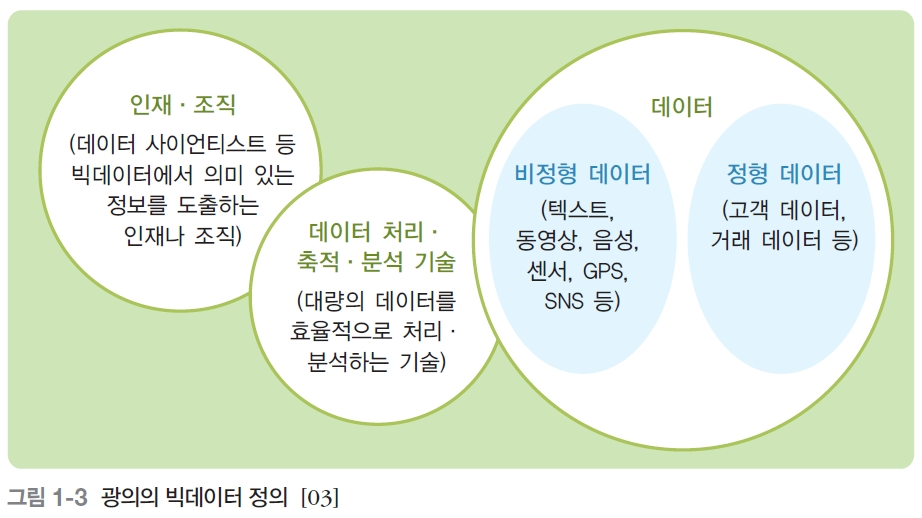 인재 · 조직
(데이터 사이언티스트 등
빅데이터에서 의미 있는
정보를 도출하는
인재나 조직)
데이터 처리 ·
축적 · 분석 기술
(대량의 데이터를
효율적으로 처리 ·
분석하는 기술)
데이터
비정형 데이터
(텍스트,
동영상, 음성,
센서, GPS,
SNS 등)
정형 데이터
(고객 데이터,
거래 데이터 등)
그림 1-3 광의의 빅데이터 정의 [03]